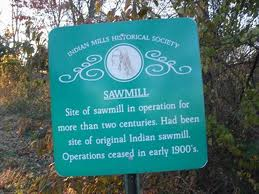 INDIAN MILLS HISTORICAL SOCIETY
SAWMILL
Site of sawmill in operation for
more than two centuries. Had been
site of original Indian sawmill.
Operations ceased in early 1900's.